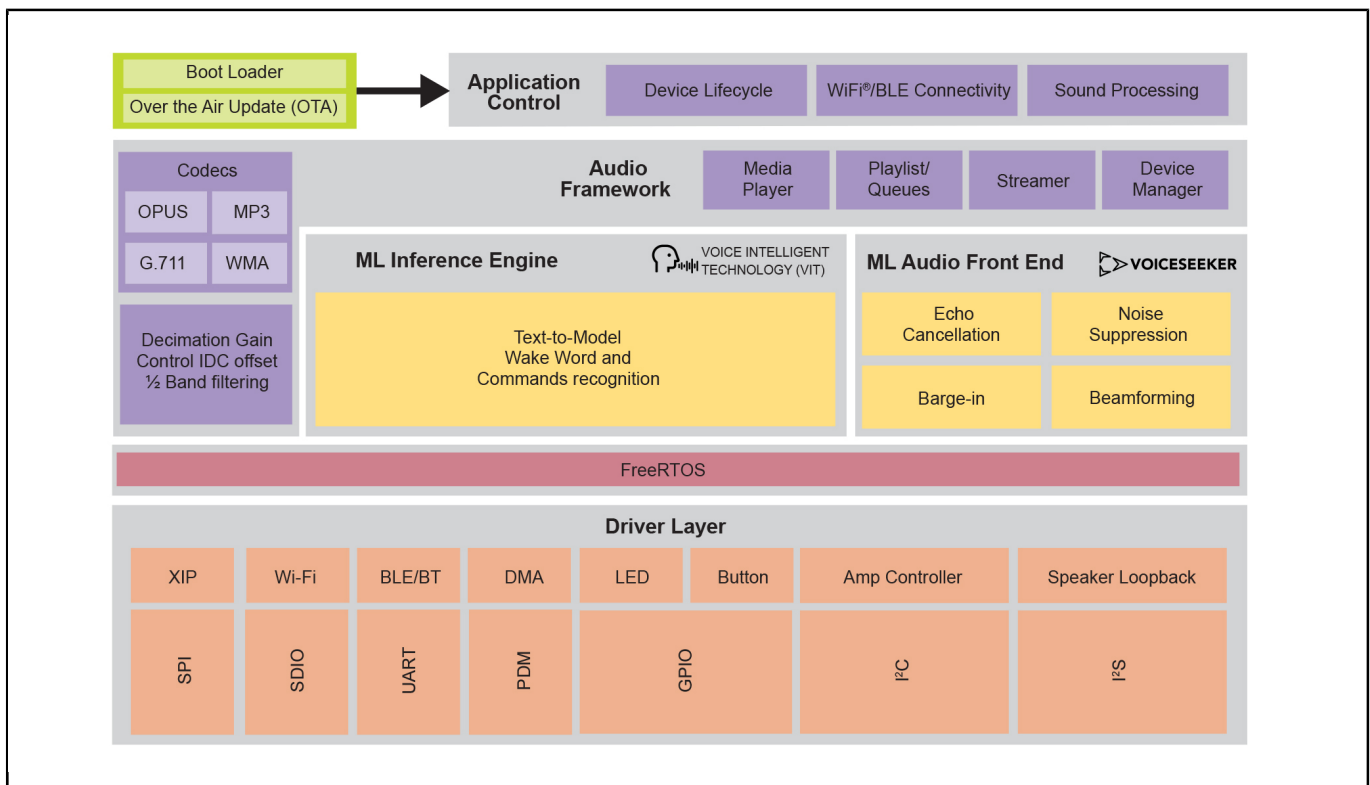 Boot Loader
Over the Air Update (OTA)
Application
Control
Device Lifecycle
WiFi®/BLE Connectivity
Sound Processing
Codecs
OPUS
MP3
G.711
WMA
Decimation Gain
Control IDC offset
½ Band filtering
Audio
Framework
Media
Player
Playlist/
Queues
Streamer
Device
Manager
ML Inference Engine
VOICE INTELLIGENT
TECHNOLOGY (VIT)
Text-to-Model
Wake Word and
Commands recognition
ML Audio Front End
VOICESEEKER
Echo
Cancellation
Noise
Suppression
Barge-in
Beamforming
FreeRTOS
Driver Layer
XIP
Wi-Fi
BLE/BT
DMA
LED
Button
Amp Controller
Speaker Loopback
SPI
SDIO
UART
PDM
GPIO
I²C
I²S